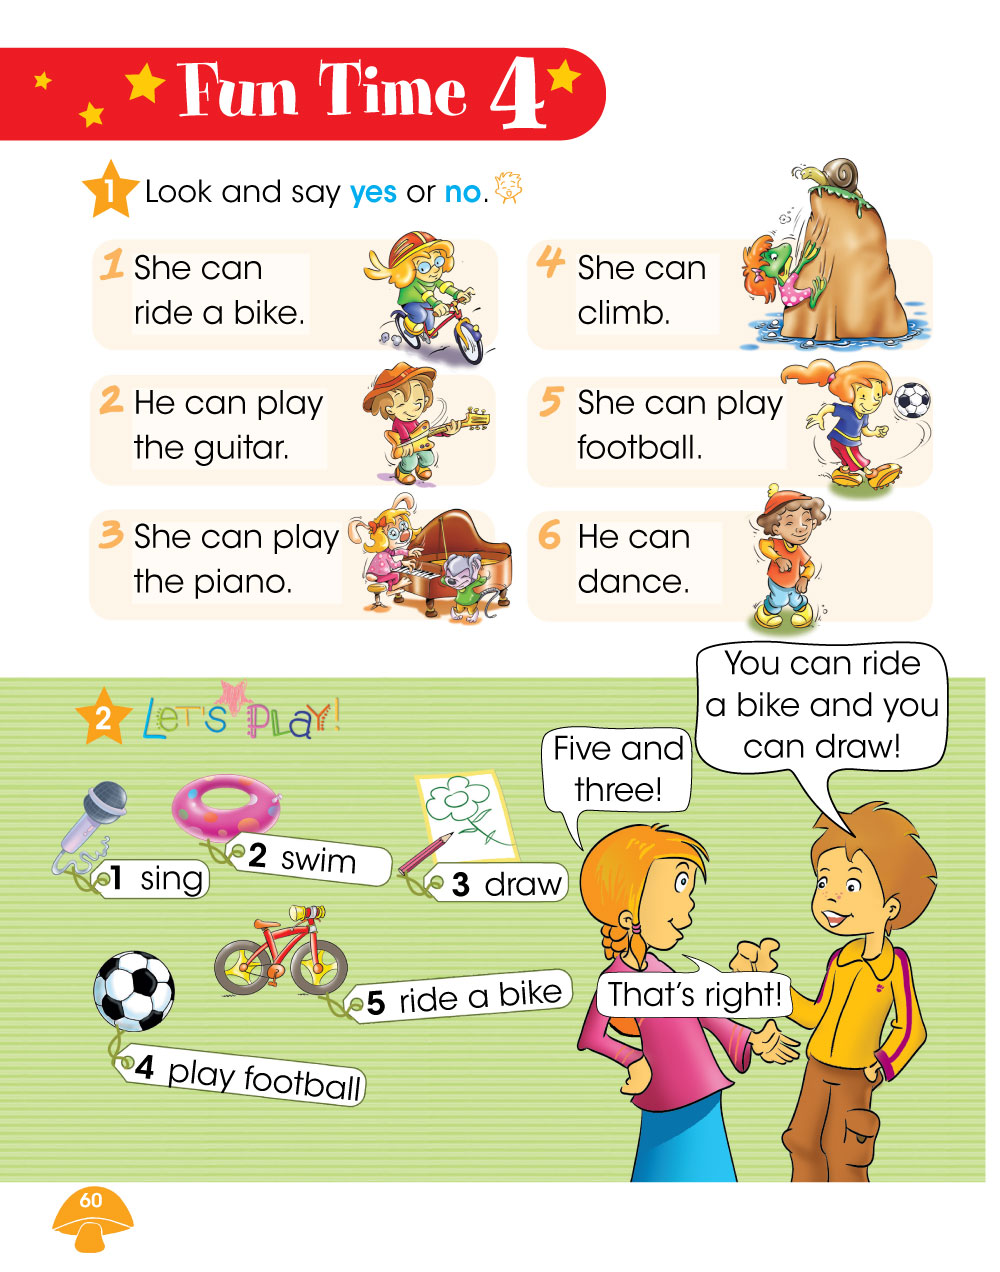 Fun Time 4
1 Look and say yes or no.
1 She can
ride a bike.
2 He can play
the guitar.
3 She can play
the piano.
4 She can
climb.
5 She can play
football.
6 He can
dance.
2 LET'S PLAY!
You can ride
a bike and you
can draw!
Five and
three!
1 sing
2 swim
3 draw
5 ride a bike
That's right!
4 play football
60